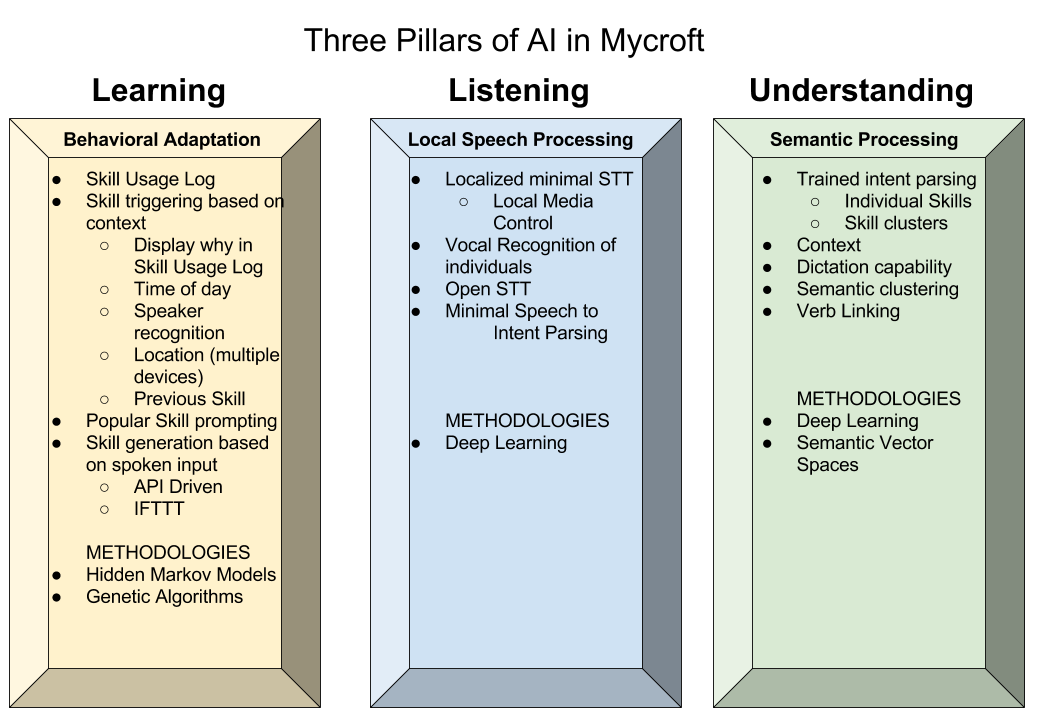 Three Pillars of AI in Mycroft
Learning
Behavioral Adaptation
● Skill Usage Log
● Skill triggering based on
context
○ Display why in
Skill Usage Log
○ Time of day
○ Speaker
recognition
○ Location (multiple
devices)
○ Previous Skill
● Popular Skill prompting
● Skill generation based
on spoken input
○ API Driven
○ IFTTT
METHODOLOGIES
● Hidden Markov Models
● Genetic Algorithms
Listening
Local Speech Processing
● Localized minimal STT
○ Local Media
Control
● Vocal Recognition of
individuals
● Open STT
● Minimal Speech to
Intent Parsing
METHODOLOGIES
● Deep Learning
Understanding
Semantic Processing
● Trained intent parsing
○ Individual Skills
○ Skill clusters
● Context
● Dictation capability
● Semantic clustering
● Verb Linking
METHODOLOGIES
● Deep Learning
● Semantic Vector
Spaces